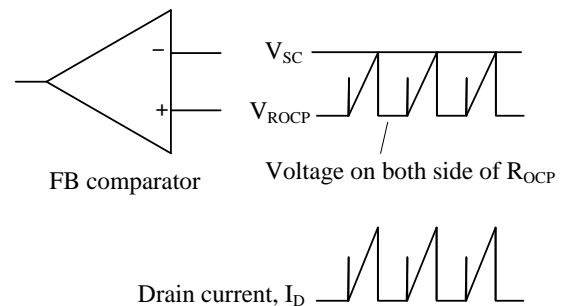 −
V_SC
+
V_ROCP
FB comparator
Voltage on both side of R_OCP
Drain current, I_D